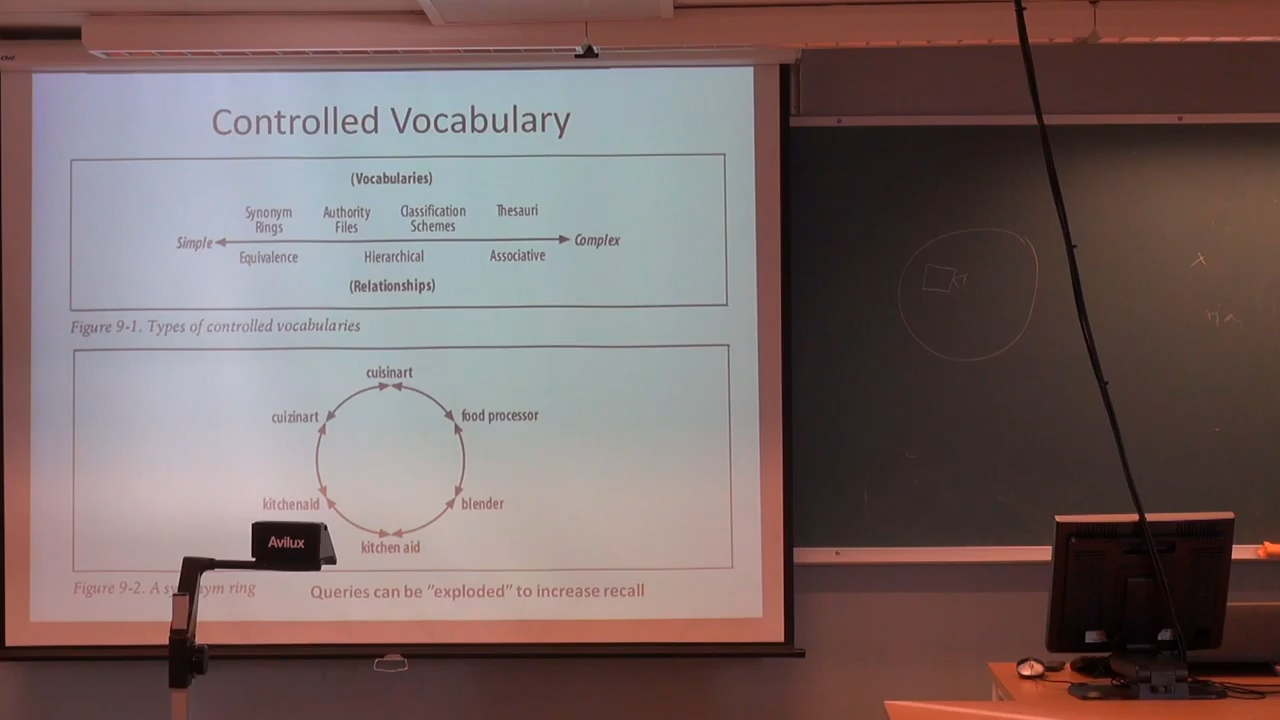 Controlled Vocabulary
(Vocabularies)
Synonym Rings
Authority Files
Classification Schemes
Thesauri
Simple
Complex
Equivalence
Hierarchical
Associative
(Relationships)
Figure 9-1. Types of controlled vocabularies
cuisinart
cuizinart
food processor
kitchenaid
blender
kitchen aid
Avilux
Figure 9-2. A sy ym ring
Queries can be "exploded" to increase recall